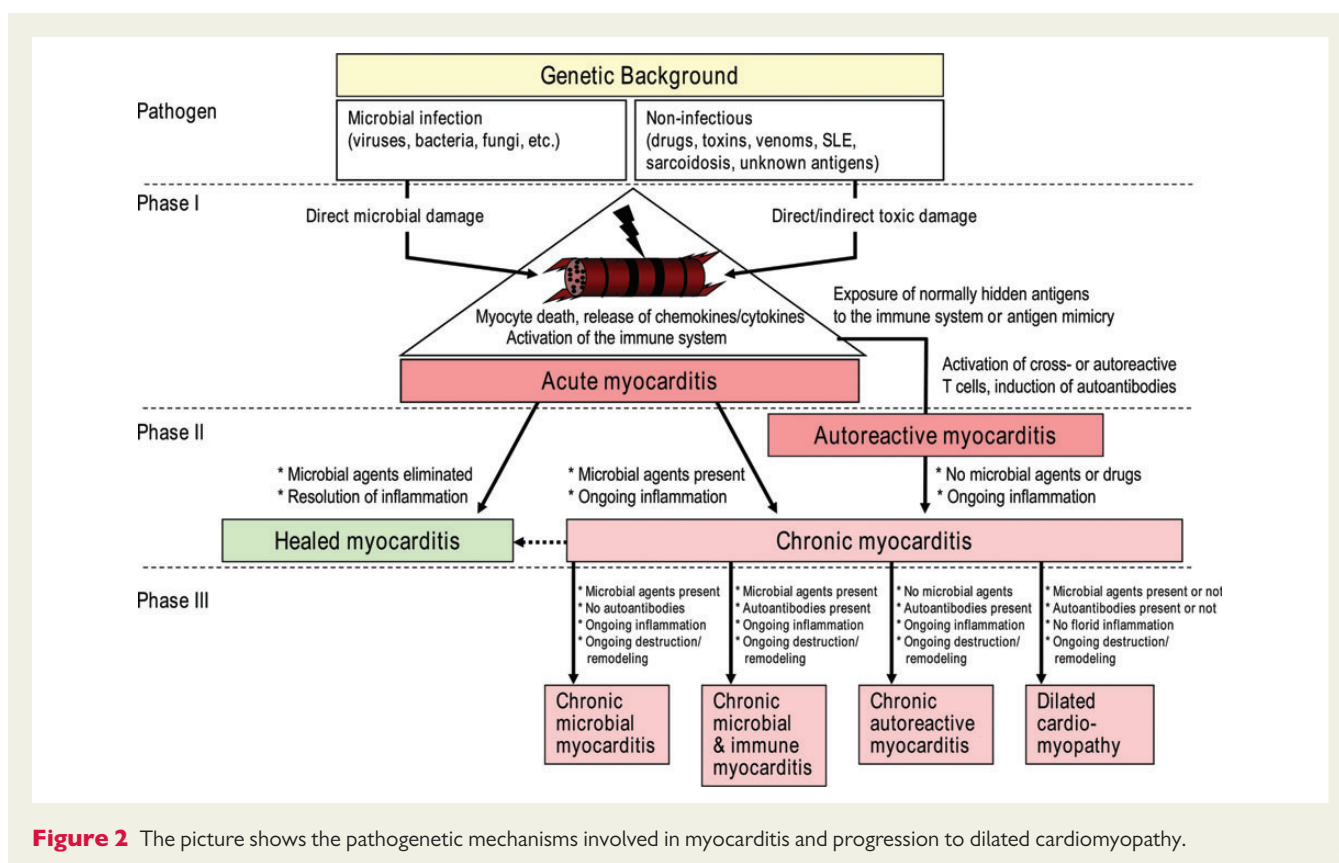 Genetic Background
Pathogen
Microbial infection
(viruses, bacteria, fungi, etc.)
Non-infectious
(drugs, toxins, venoms, SLE,
sarcoidosis, unknown antigens)
Phase I
Direct microbial damage
Direct/indirect toxic damage
Exposure of normally hidden antigens
to the immune system or antigen mimicry
Myocyte death, release of chemokines/cytokines
Activation of the immune system
Activation of cross- or autoreactive
T cells, induction of autoantibodies
Acute myocarditis
Phase II
Autoreactive myocarditis
* Microbial agents eliminated
* Resolution of inflammation
* Microbial agents present
* Ongoing inflammation
* No microbial agents or drugs
* Ongoing inflammation
Healed myocarditis
Chronic myocarditis
Phase III
* Microbial agents present
* No autoantibodies
* Ongoing inflammation
* Ongoing destruction/
remodeling
* Microbial agents present
* Autoantibodies present
* Ongoing inflammation
* Ongoing destruction/
remodeling
* No microbial agents
* Autoantibodies present
* Ongoing inflammation
* Ongoing destruction/
remodeling
* Microbial agents present or not
* Autoantibodies present or not
* No florid inflammation
* Ongoing destruction/
remodeling
Chronic
microbial
myocarditis
Chronic
microbial
& immune
myocarditis
Chronic
autoreactive
myocarditis
Dilated
cardio-
myopathy
Figure 2 The picture shows the pathogenetic mechanisms involved in myocarditis and progression to dilated cardiomyopathy.